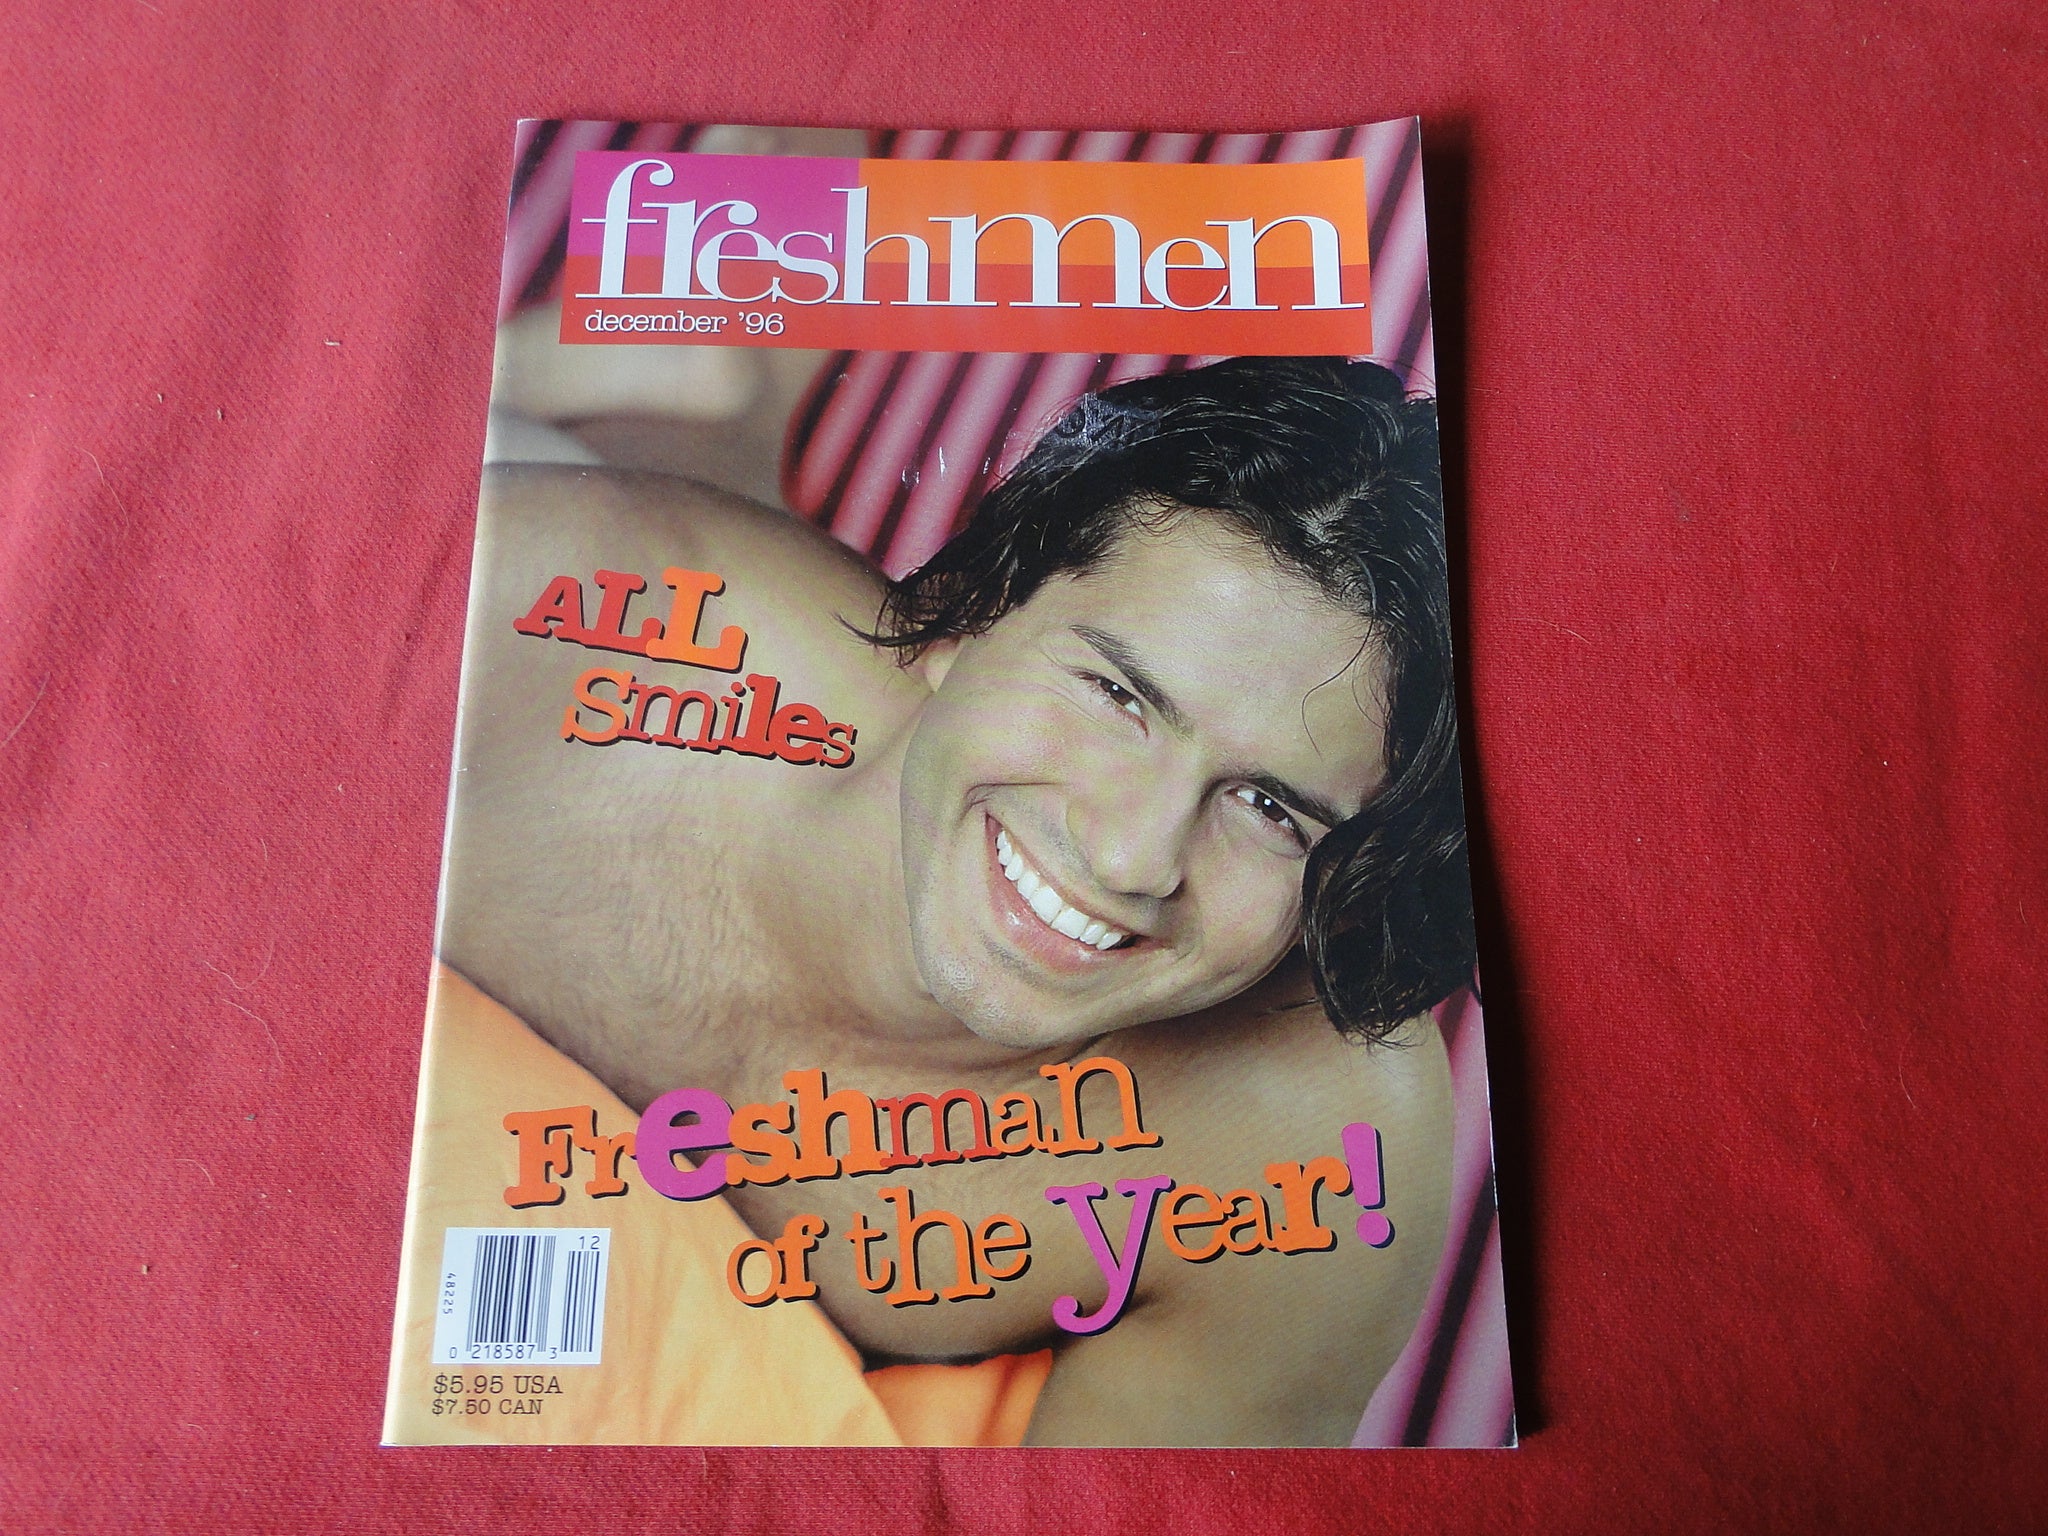 freshmen
december '96
ALL
Smiles
Freshman
of the year!
12
48225
0 218587 3
$5.95 USA
$7.50 CAN